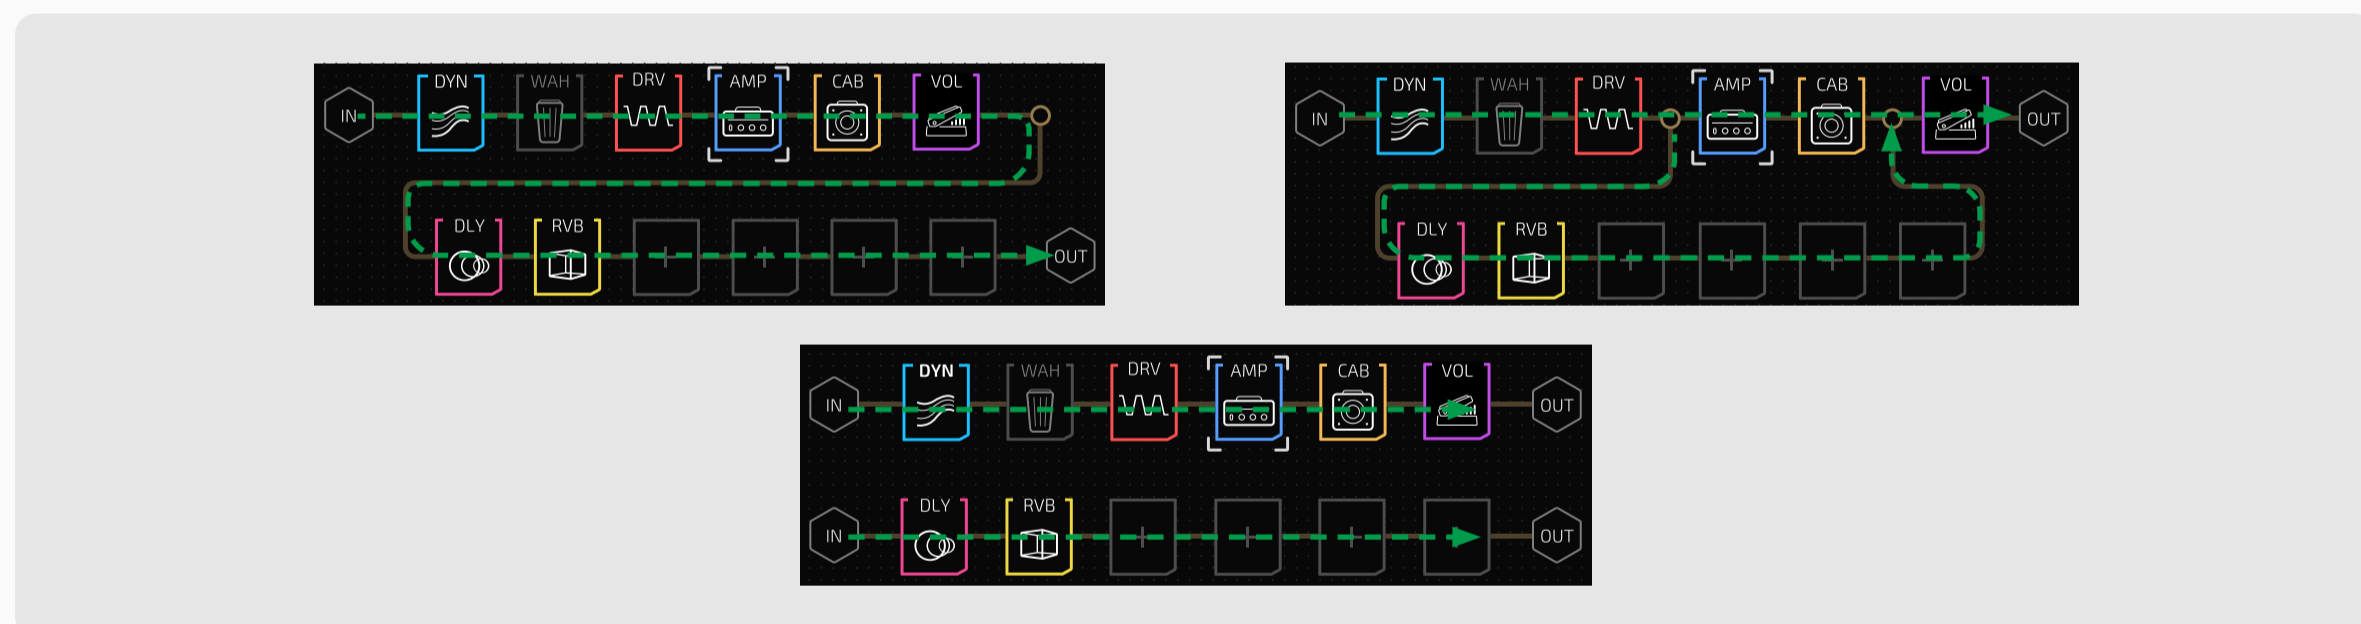 IN DYN WAH DRV AMP CAB VOL
DLY RVB OUT
IN DYN WAH DRV AMP CAB VOL OUT
DLY RVB
IN DYN WAH DRV AMP CAB VOL OUT
IN DLY RVB OUT